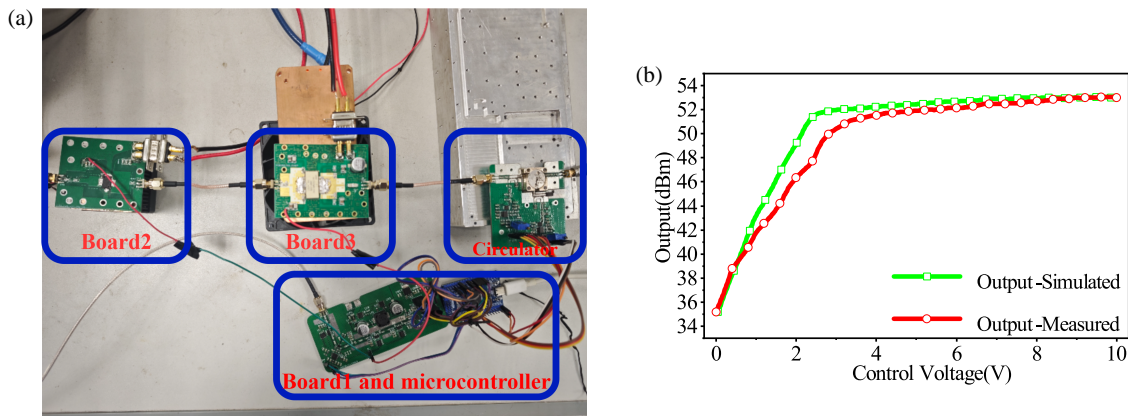 (a)
Board2
Board3
Circulator
Board1 and microcontroller
(b)
Output(dBm)
54
52
50
48
46
44
42
40
38
36
34
0
2
4
6
8
10
Control Voltage(V)
Output-Simulated
Output-Measured